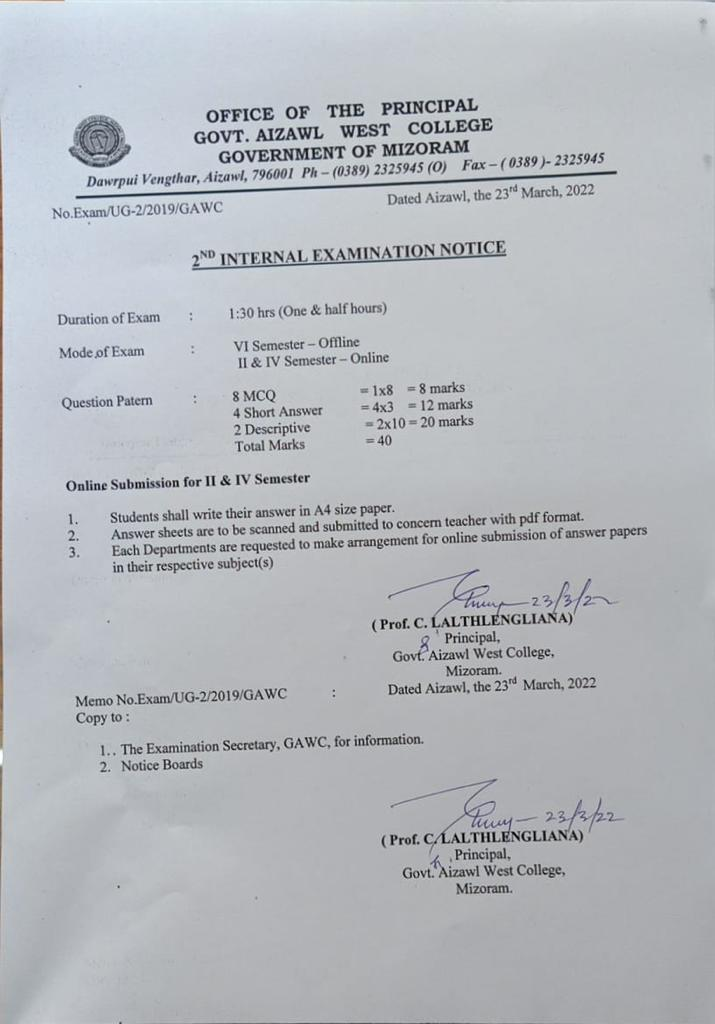 OFFICE OF THE PRINCIPAL
GOVT. AIZAWL WEST COLLEGE
GOVERNMENT OF MIZORAM
Dawrpui Vengthar, Aizawl, 796001 Ph – (0389) 2325945 (O) Fax – ( 0389 )- 2325945
No.Exam/UG-2/2019/GAWC Dated Aizawl, the 23rd March, 2022
2ND INTERNAL EXAMINATION NOTICE
Duration of Exam : 1:30 hrs (One & half hours)
Mode of Exam : VI Semester – Offline
II & IV Semester – Online
Question Patern : 8 MCQ = 1x8 = 8 marks
4 Short Answer = 4x3 = 12 marks
2 Descriptive = 2x10 = 20 marks
Total Marks = 40
Online Submission for II & IV Semester
1. Students shall write their answer in A4 size paper.
2. Answer sheets are to be scanned and submitted to concern teacher with pdf format.
3. Each Departments are requested to make arrangement for online submission of answer papers
in their respective subject(s)
23/3/22
( Prof. C. LALTHLENGLIANA)
Principal,
Govt. Aizawl West College,
Mizoram.
Memo No.Exam/UG-2/2019/GAWC : Dated Aizawl, the 23rd March, 2022
Copy to :
1.. The Examination Secretary, GAWC, for information.
2. Notice Boards
23/3/22
( Prof. C. LALTHLENGLIANA)
Principal,
Govt. Aizawl West College,
Mizoram.